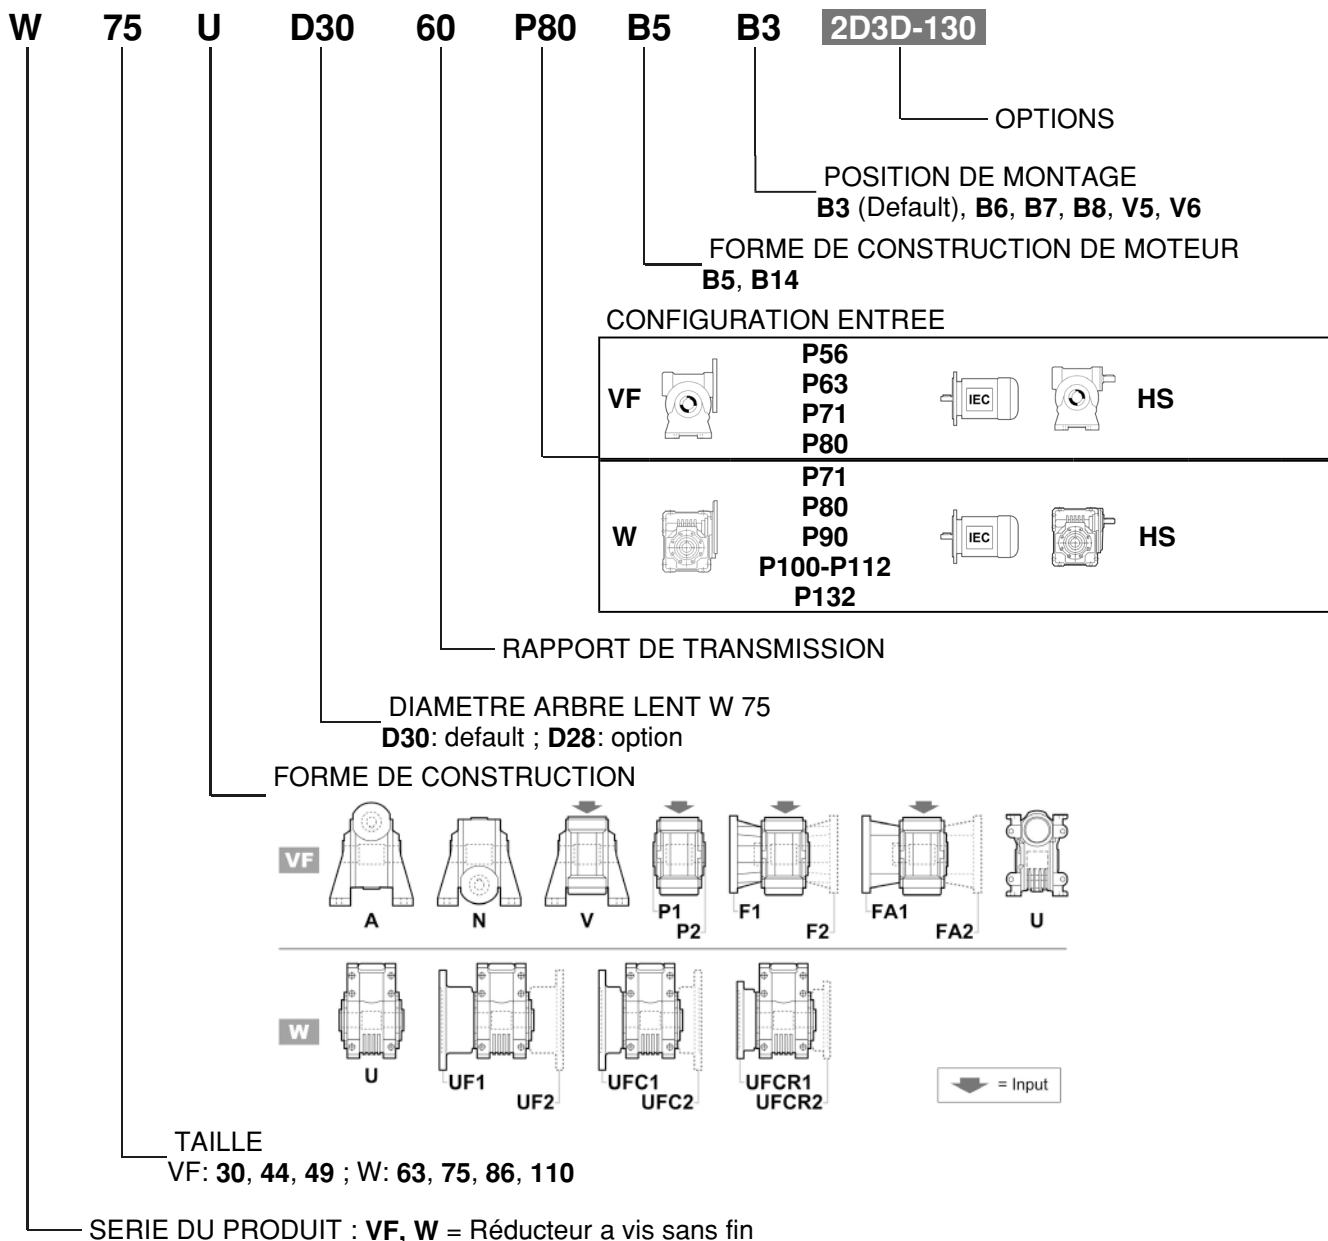 W 75 U D30 60 P80 B5 B3 2D3D-130
OPTIONS
POSITION DE MONTAGE
B3 (Default), B6, B7, B8, V5, V6
FORME DE CONSTRUCTION DE MOTEUR
B5, B14
CONFIGURATION ENTREE
P56
P63
VF IEC HS
P71
P80
P71
P80
W P90 IEC HS
P100-P112
P132
RAPPORT DE TRANSMISSION
DIAMETRE ARBRE LENT W 75
D30: default ; D28: option
FORME DE CONSTRUCTION
VF
A N V P1 P2 F1 F2 FA1 FA2 U
W
U UF1 UF2 UFC1 UFC2 UFCR1 UFCR2
= Input
TAILLE
VF: 30, 44, 49 ; W: 63, 75, 86, 110
SERIE DU PRODUIT : VF, W = Réducteur a vis sans fin